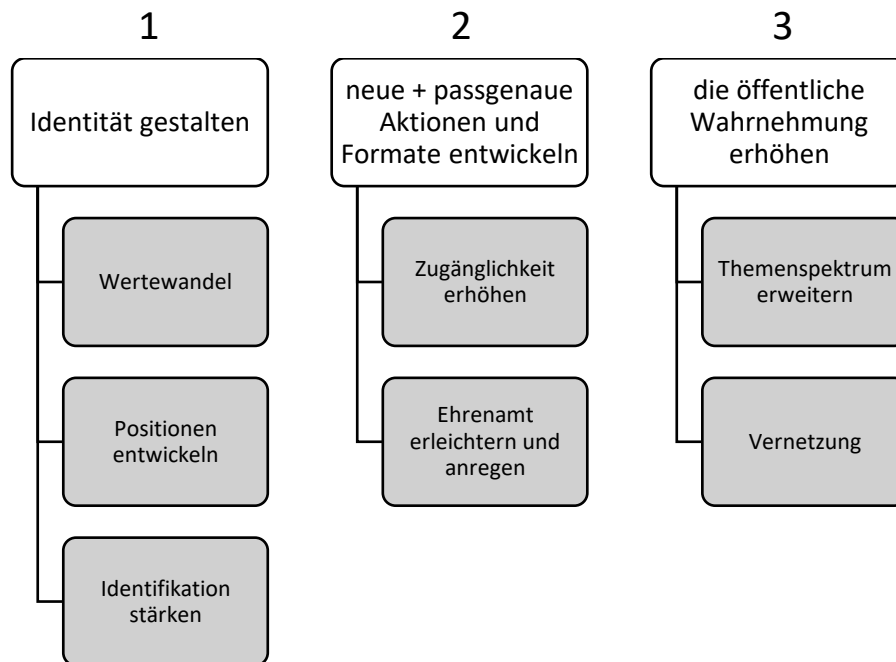 1
Identität gestalten
Wertewandel
Positionen
entwickeln
Identifikation
stärken
2
neue + passgenaue
Aktionen und
Formate entwickeln
Zugänglichkeit
erhöhen
Ehrenamt
erleichtern und
anregen
3
die öffentliche
Wahrnehmung
erhöhen
Themenspektrum
erweitern
Vernetzung